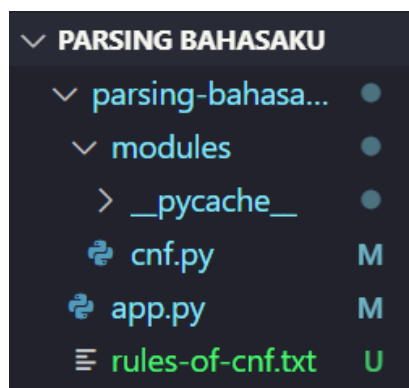 PARSING BAHASAKU
parsing-bahasa...
modules
__pycache__
cnf.py M
app.py M
rules-of-cnf.txt U